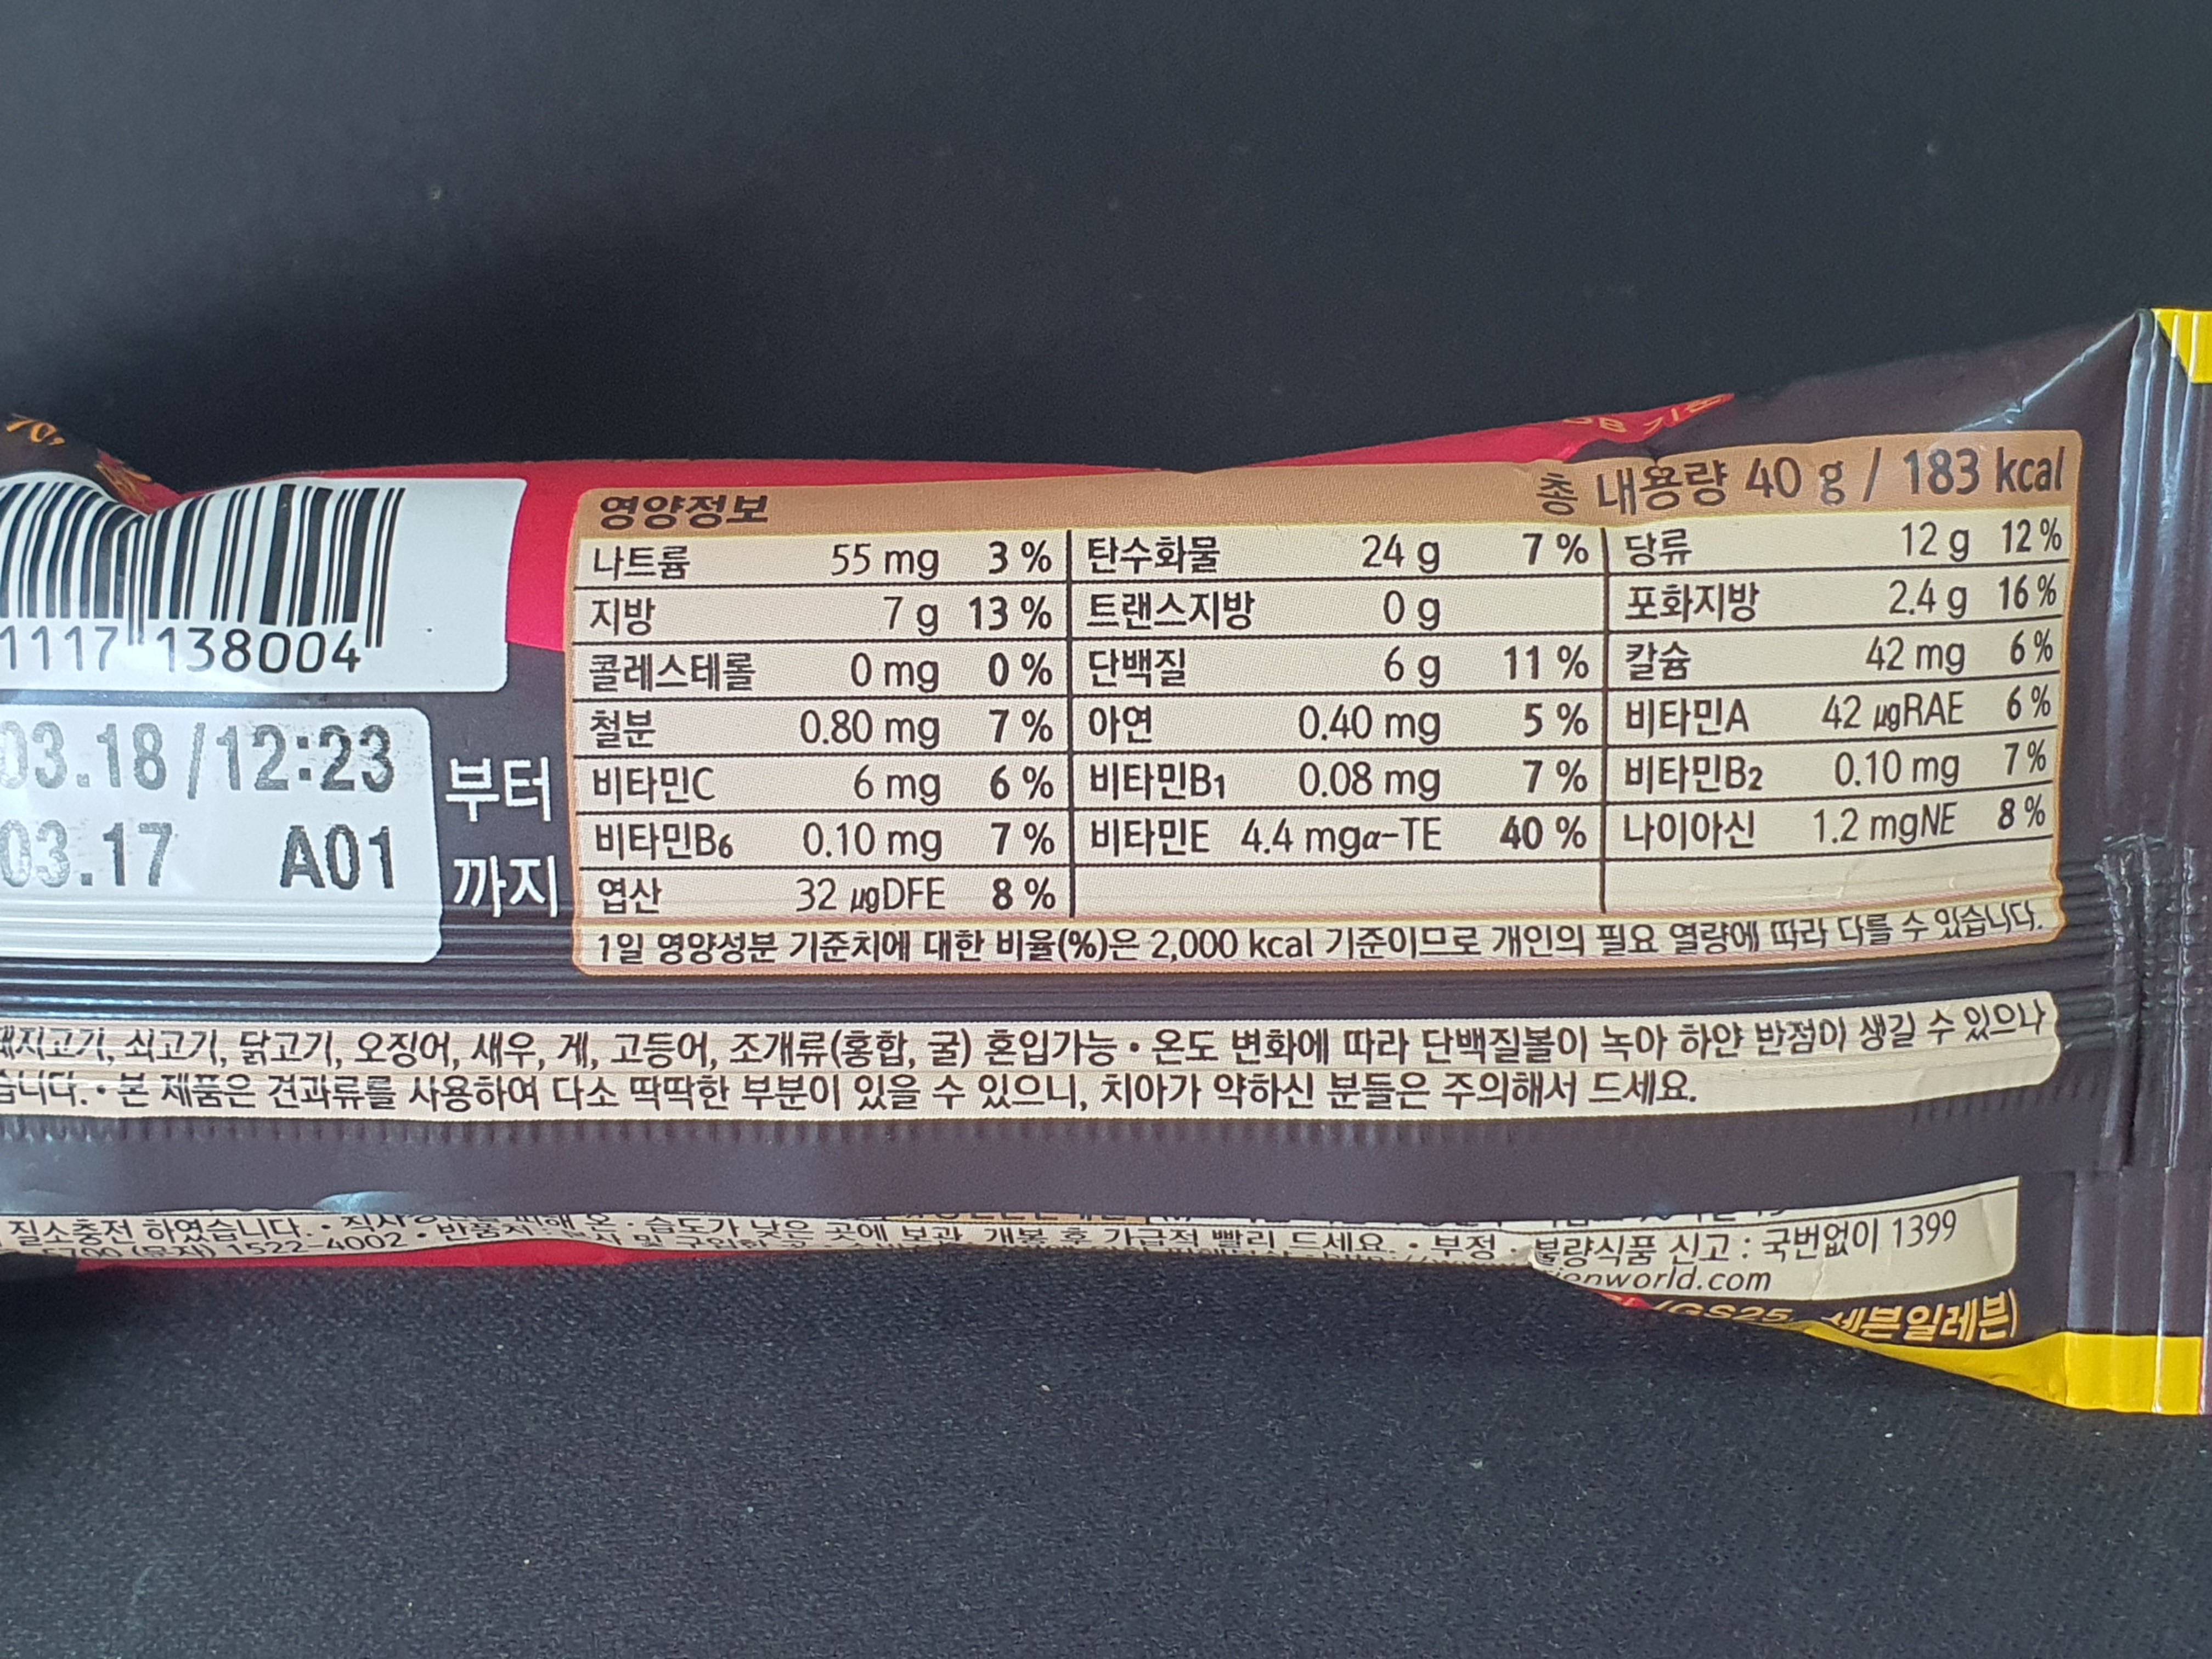 영양정보 총 내용량 40 g / 183 kcal
나트륨 55 mg 3 % 탄수화물 24 g 7 % 당류 12 g 12 %
지방 7 g 13 % 트랜스지방 0 g 포화지방 2.4 g 16 %
콜레스테롤 0 mg 0 % 단백질 6 g 11 % 칼슘 42 mg 6 %
철분 0.80 mg 7 % 아연 0.40 mg 5 % 비타민A 42 μgRAE 6 %
비타민C 6 mg 6 % 비타민B1 0.08 mg 7 % 비타민B2 0.10 mg 7 %
비타민B6 0.10 mg 7 % 비타민E 4.4 mgα-TE 40 % 나이아신 1.2 mgNE 8 %
엽산 32 μgDFE 8 %
1일 영양성분 기준치에 대한 비율(%)은 2,000 kcal 기준이므로 개인의 필요 열량에 따라 다를 수 있습니다.
1117 138004
03.18/12:23 부터
03.17 A01 까지
쇠고기, 닭고기, 오징어, 새우, 게, 고등어, 조개류(홍합, 굴) 혼입가능 • 온도 변화에 따라 단백질볼이 녹아 하얀 반점이 생길 수 있으나
• 본 제품은 견과류를 사용하여 다소 딱딱한 부분이 있을 수 있으니, 치아가 약하신 분들은 주의해서 드세요.
질소충전 하였습니다. • 온·습도가 낮은 곳에 보관, 개봉 후 가급적 빨리 드세요. • 부정·불량식품 신고 : 국번없이 1399
1522-4002 •
(GS25, 세븐일레븐)